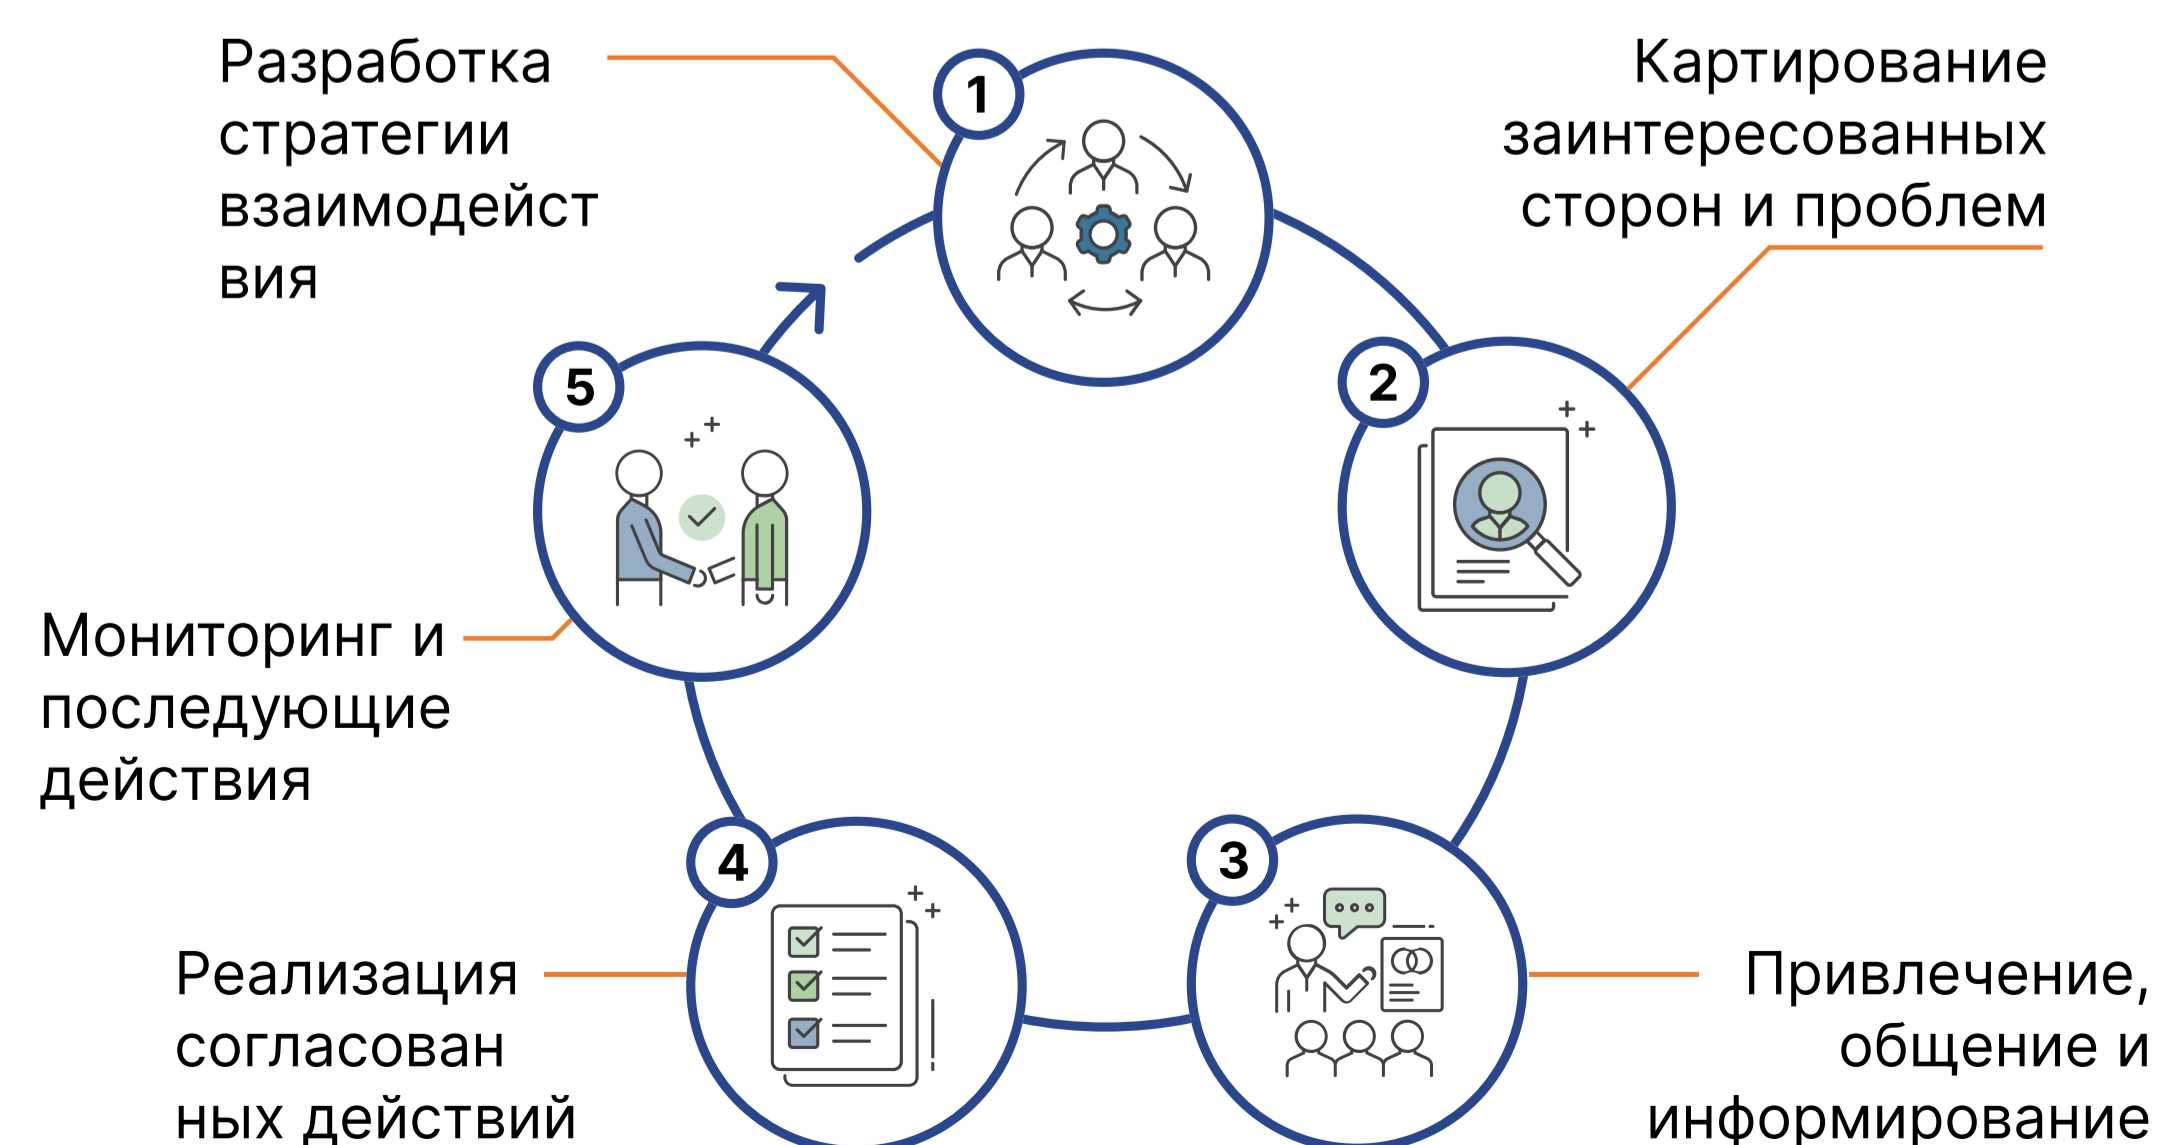 1
Разработка
стратегии
взаимодейст
вия
2
Картирование
заинтересованных
сторон и проблем
3
Привлечение,
общение и
информирование
4
Реализация
согласован
ных действий
5
Мониторинг и
последующие
действия